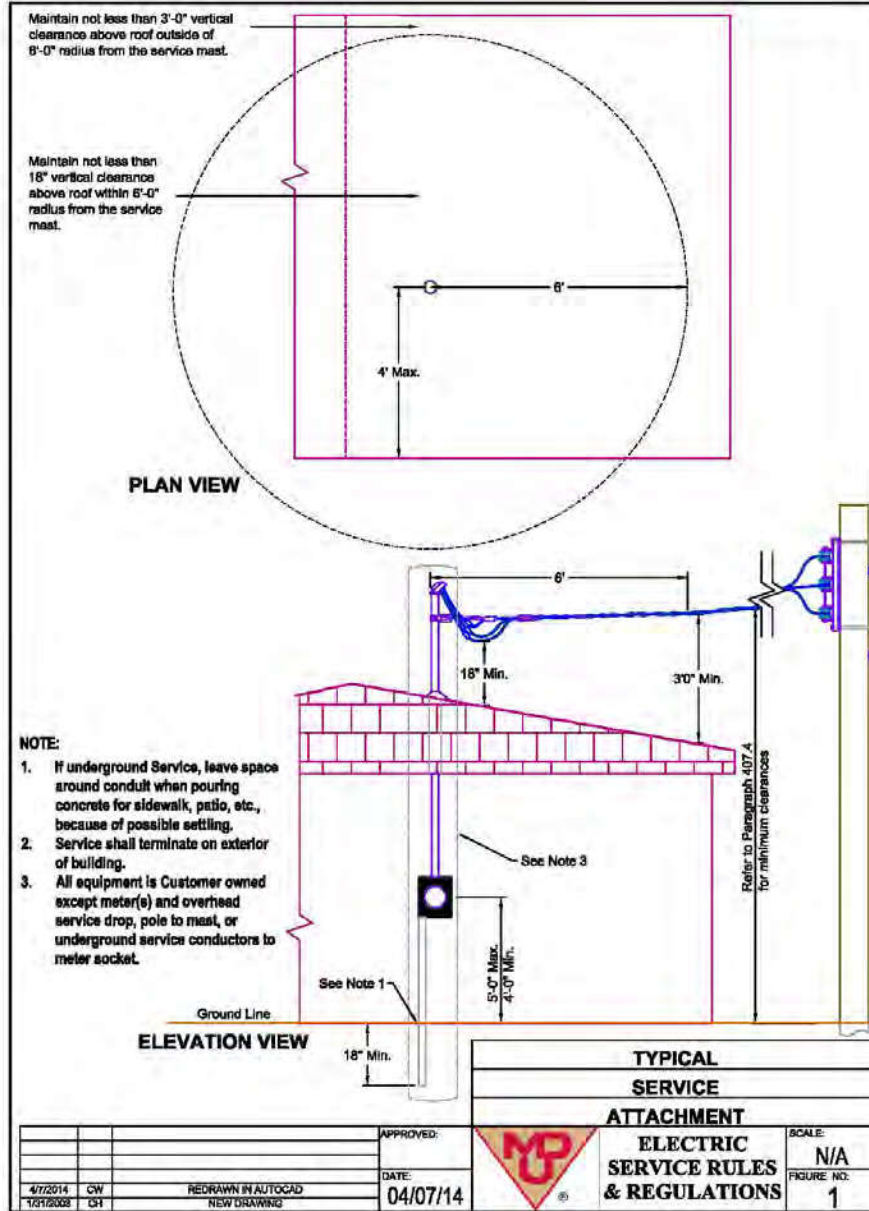 Maintain not less than 3'-0" vertical
clearance above roof outside of
6'-0" radius from the service mast.
Maintain not less than
18" vertical clearance
above roof within 6'-0"
radius from the service
mast.
6'
4' Max.
PLAN VIEW
6'
18" Min.
3'0" Min.
NOTE:
1. If underground Service, leave space
around conduit when pouring
concrete for sidewalk, patio, etc.,
because of possible settling.
2. Service shall terminate on exterior
of building.
3. All equipment is Customer owned
except meter(s) and overhead
service drop, pole to mast, or
underground service conductors to
meter socket.
See Note 3
Refer to Paragraph 407.4
for minimum clearances
5'-0" Max.
4'-0" Min.
See Note 1
Ground Line
ELEVATION VIEW
18" Min.
TYPICAL
SERVICE
ATTACHMENT
APPROVED:
MDU
®
ELECTRIC
SERVICE RULES
& REGULATIONS
SCALE:
N/A
DATE:
04/07/14
FIGURE NO:
1
4/7/2014 CW REDRAWN IN AUTOCAD
1/31/2008 CH NEW DRAWING